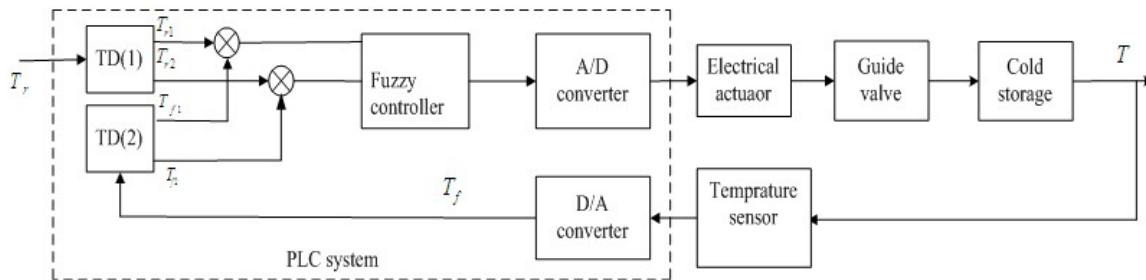 T_r
TD(1)
T_r1
T_r2
TD(2)
T_f1
T_f2
Fuzzy
controller
A/D
converter
Electrical
actuaor
Guide
valve
Cold
storage
T
T_f
D/A
converter
Temprature
sensor
PLC system